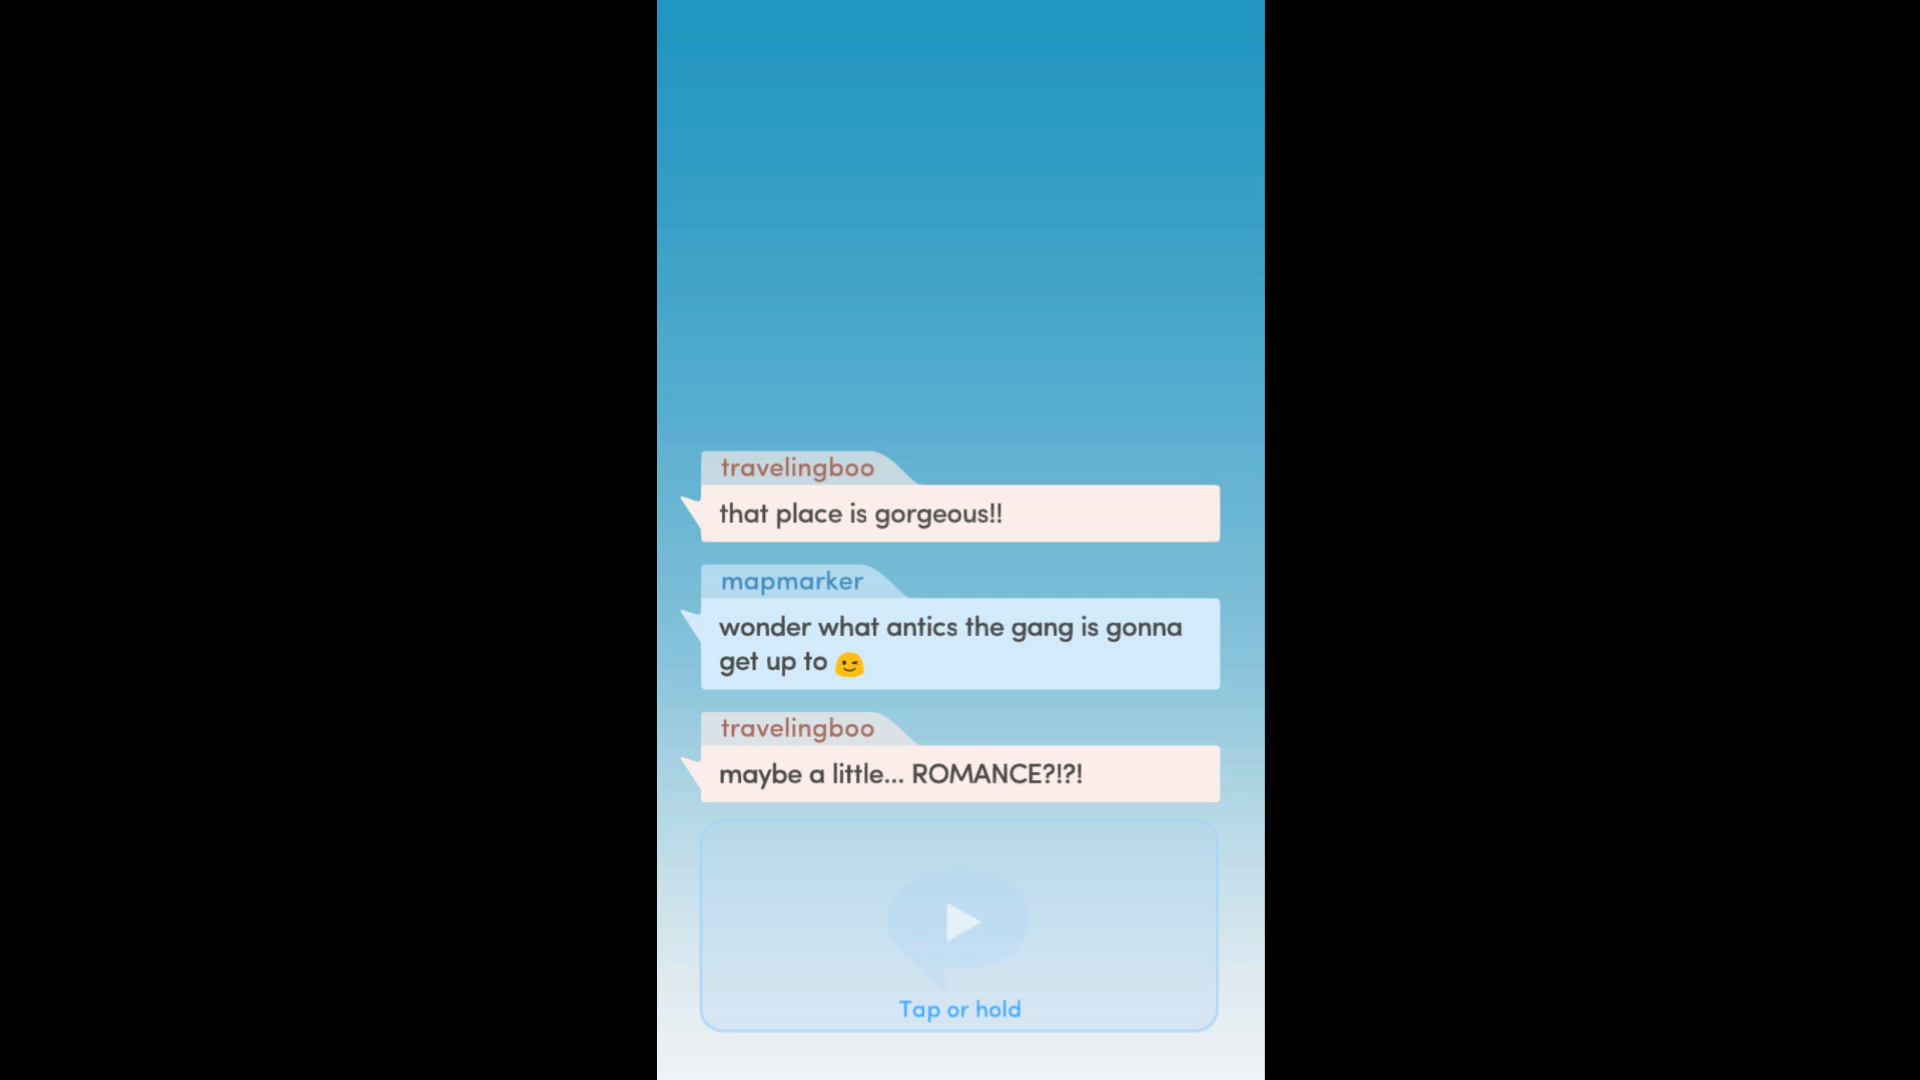 travelingboo
that place is gorgeous!!
mapmarker
wonder what antics the gang is gonna
get up to 😉
travelingboo
maybe a little... ROMANCE?!?!
Tap or hold